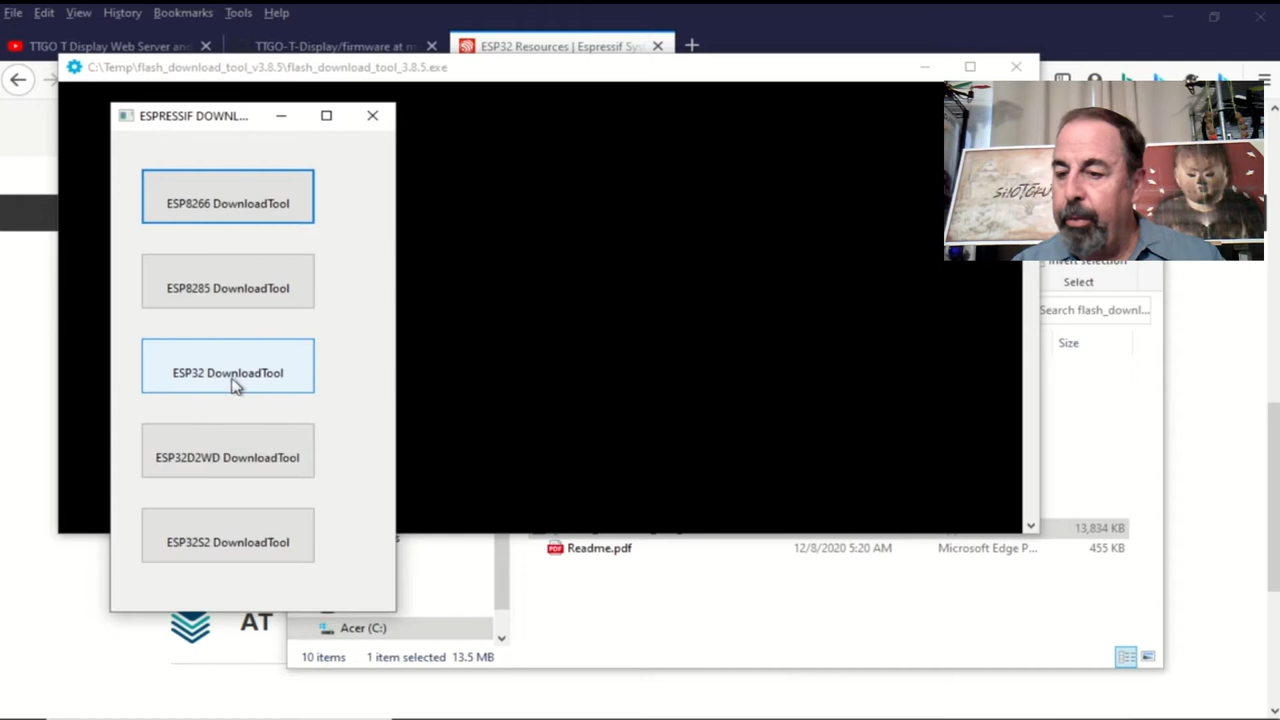 File Edit View History Bookmarks Tools Help
TTGO T Display Web Server and
TTGO-T-Display/firmware at m
ESP32 Resources | Espressif Sys
C:\Temp\flash_download_tool_v3.8.5\flash_download_tool_3.8.5.exe
ESPRESSIF DOWNL...
ESP8266 DownloadTool
ESP8285 DownloadTool
ESP32 DownloadTool
ESP32D2WD DownloadTool
ESP32S2 DownloadTool
Invert selection
Select
Search flash_downl...
Size
13,834 KB
Readme.pdf 12/8/2020 5:20 AM Microsoft Edge P... 455 KB
AT
Acer (C:)
10 items 1 item selected 13.5 MB